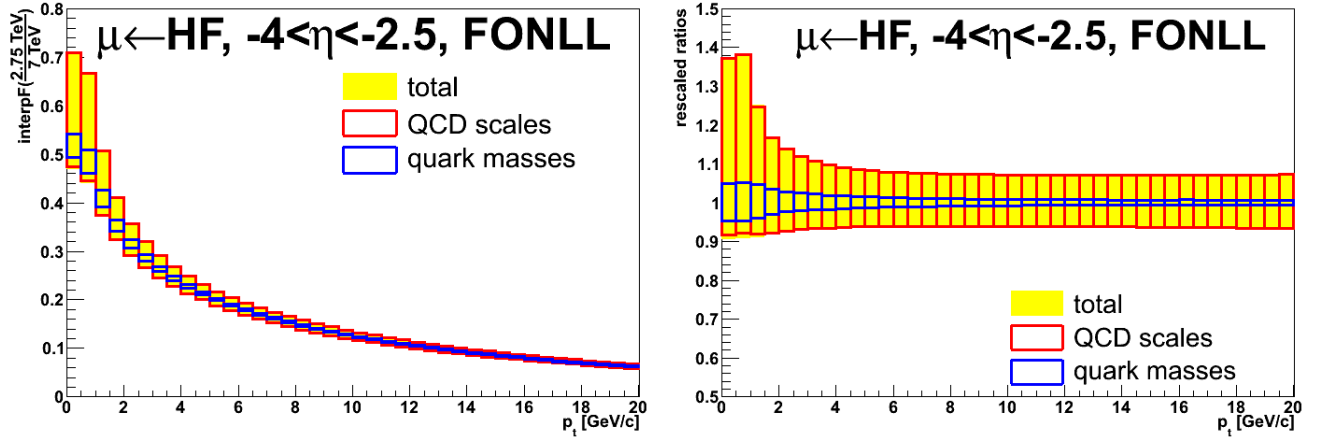 μ←HF, -4<η<-2.5, FONLL
total
QCD scales
quark masses
interpF(2.75 TeV/7 TeV)
0.8
0.7
0.6
0.5
0.4
0.3
0.2
0.1
0
0 2 4 6 8 10 12 14 16 18 20
p_t [GeV/c]
μ←HF, -4<η<-2.5, FONLL
rescaled ratios
1.5
1.4
1.3
1.2
1.1
1
0.9
0.8
0.7
0.6
0.5
total
QCD scales
quark masses
0 2 4 6 8 10 12 14 16 18 20
p_t [GeV/c]